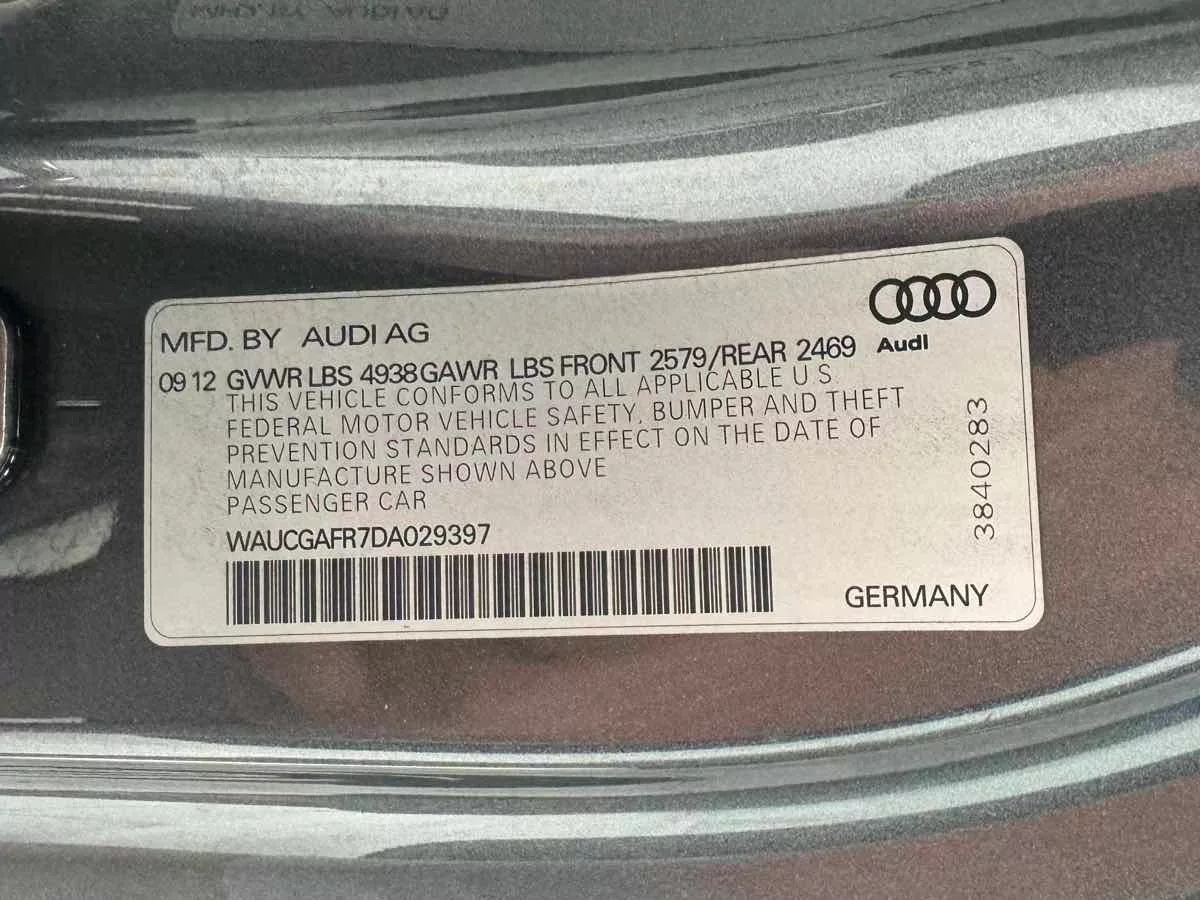 MFD. BY AUDI AG
Audi
09 12 GVWR LBS 4938 GAWR LBS FRONT 2579/REAR 2469
THIS VEHICLE CONFORMS TO ALL APPLICABLE U S
FEDERAL MOTOR VEHICLE SAFETY, BUMPER AND THEFT
PREVENTION STANDARDS IN EFFECT ON THE DATE OF
MANUFACTURE SHOWN ABOVE
PASSENGER CAR
WAUCGAFR7DA029397
3840283
GERMANY